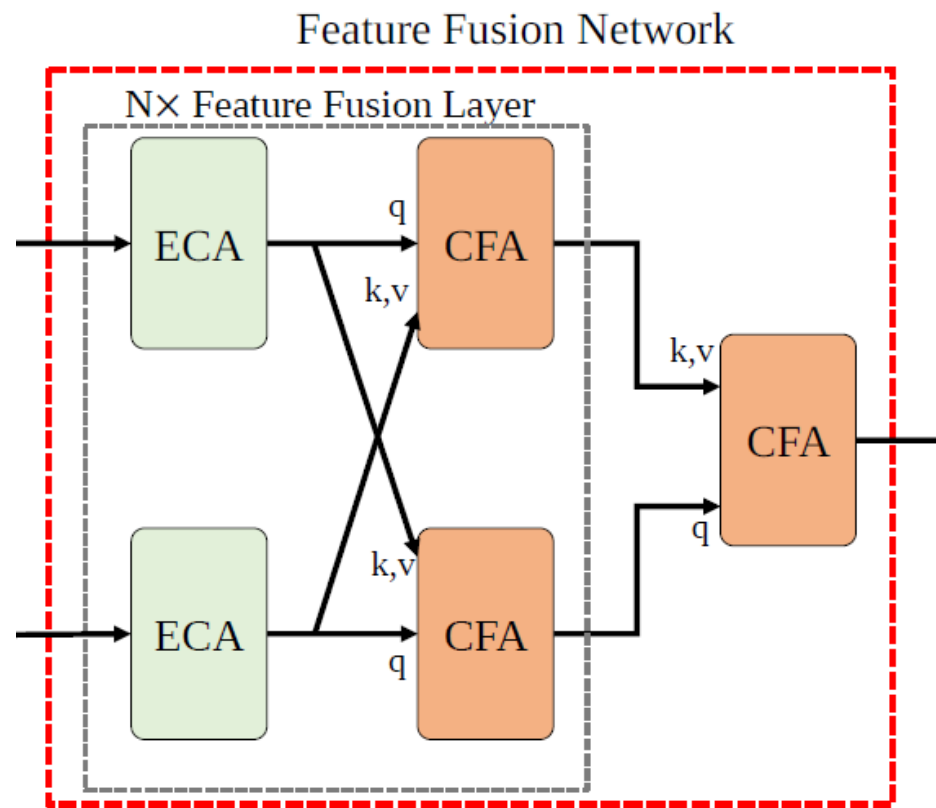 Feature Fusion Network
N× Feature Fusion Layer
ECA
q
k,v
CFA
k,v
CFA
q
ECA
k,v
q
CFA